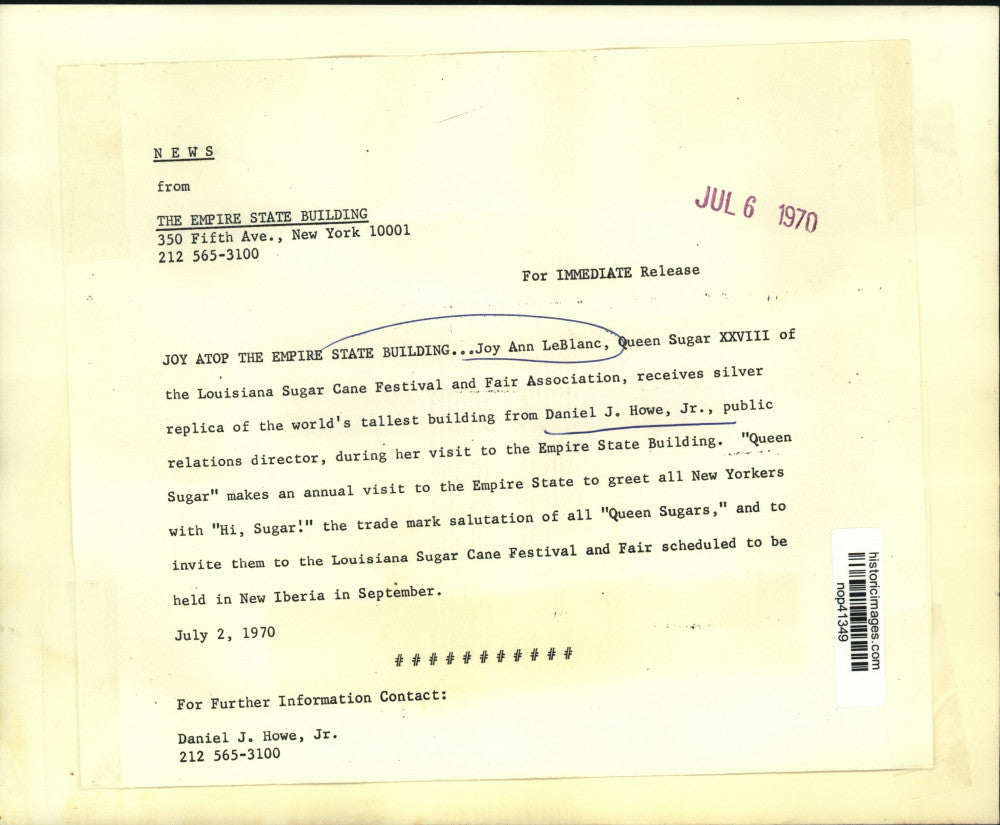 N E W S
from
THE EMPIRE STATE BUILDING
350 Fifth Ave., New York 10001
212 565-3100
JUL 6 1970
For IMMEDIATE Release
JOY ATOP THE EMPIRE STATE BUILDING...Joy Ann LeBlanc, Queen Sugar XXVIII of
the Louisiana Sugar Cane Festival and Fair Association, receives silver
replica of the world's tallest building from Daniel J. Howe, Jr., public
relations director, during her visit to the Empire State Building. "Queen
Sugar" makes an annual visit to the Empire State to greet all New Yorkers
with "Hi, Sugar!" the trade mark salutation of all "Queen Sugars," and to
invite them to the Louisiana Sugar Cane Festival and Fair scheduled to be
held in New Iberia in September.
July 2, 1970
# # # # # # # # # # #
For Further Information Contact:
Daniel J. Howe, Jr.
212 565-3100
historicimages.com
nop41349